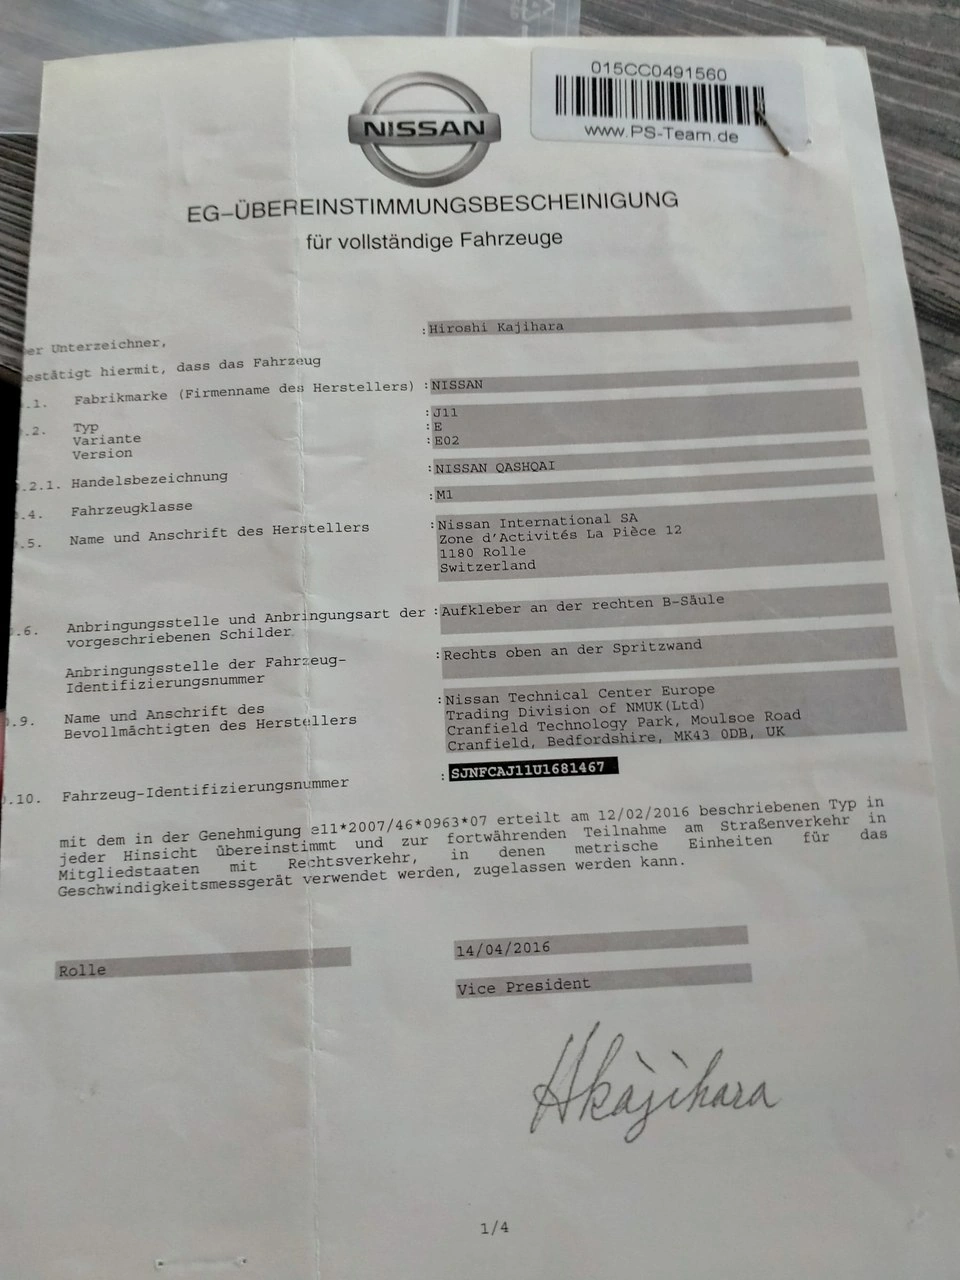 015CC0491560
www.PS-Team.de
NISSAN
EG-ÜBEREINSTIMMUNGSBESCHEINIGUNG
für vollständige Fahrzeuge
er Unterzeichner,
:Hiroshi Kajihara
estätigt hiermit, dass das Fahrzeug
.1. Fabrikmarke (Firmenname des Herstellers) :NISSAN
.2. Typ :J11
Variante :E
Version :E02
.2.1. Handelsbezeichnung :NISSAN QASHQAI
.4. Fahrzeugklasse :M1
.5. Name und Anschrift des Herstellers :Nissan International SA
Zone d'Activités La Pièce 12
1180 Rolle
Switzerland
.6. Anbringungsstelle und Anbringungsart der :Aufkleber an der rechten B-Säule
vorgeschriebenen Schilder
Anbringungsstelle der Fahrzeug- :Rechts oben an der Spritzwand
Identifizierungsnummer
.9. Name und Anschrift des :Nissan Technical Center Europe
Bevollmächtigten des Herstellers Trading Division of NMUK(Ltd)
Cranfield Technology Park, Moulsoe Road
Cranfield, Bedfordshire, MK43 0DB, UK
.10. Fahrzeug-Identifizierungsnummer :SJNFCAJ11U1681467
mit dem in der Genehmigung e11*2007/46*0963*07 erteilt am 12/02/2016 beschriebenen Typ in
jeder Hinsicht übereinstimmt und zur fortwährenden Teilnahme am Straßenverkehr in
Mitgliedstaaten mit Rechtsverkehr, in denen metrische Einheiten für das
Geschwindigkeitsmessgerät verwendet werden, zugelassen werden kann.
Rolle 14/04/2016
Vice President
HKajihara
1/4